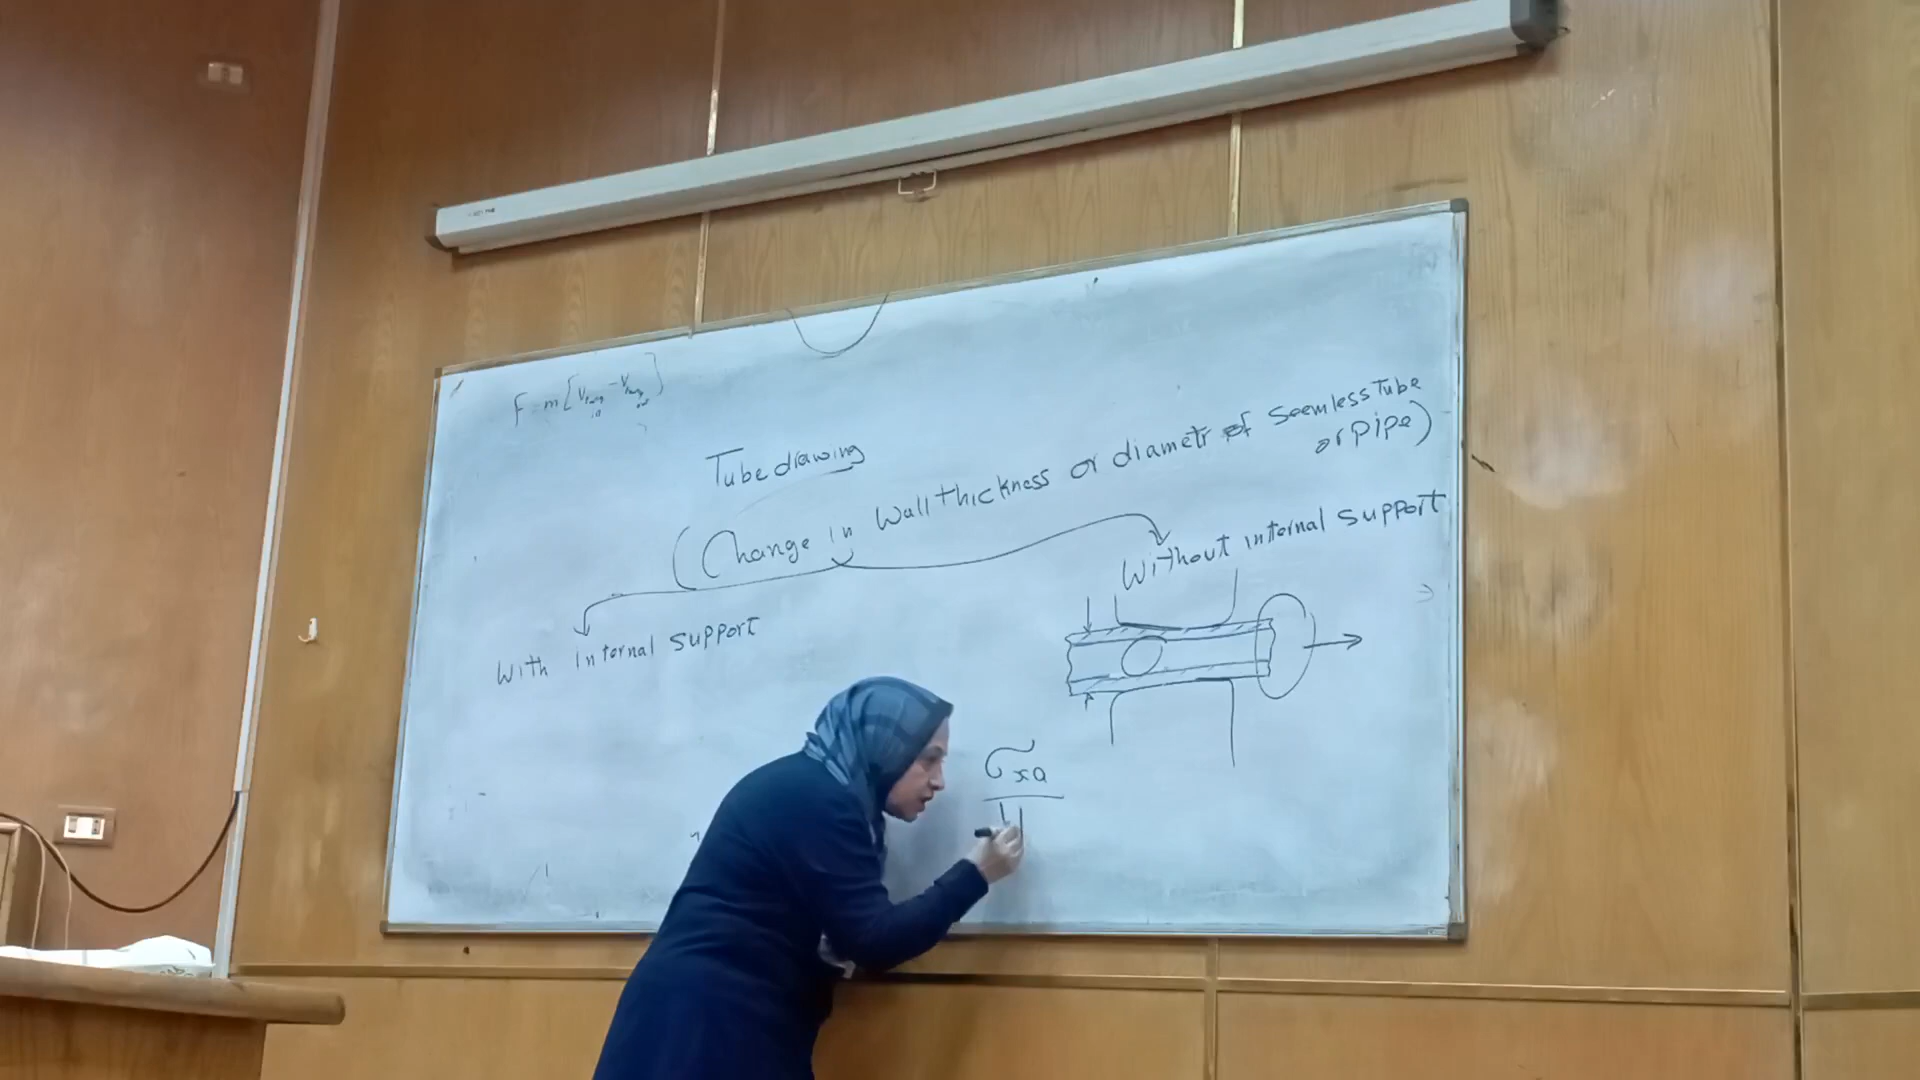 F = m [
Tube drawing
(Change in Wall thickness or diametr of Seemless Tube
or pipe)
With internal support
Without internal support
σxa